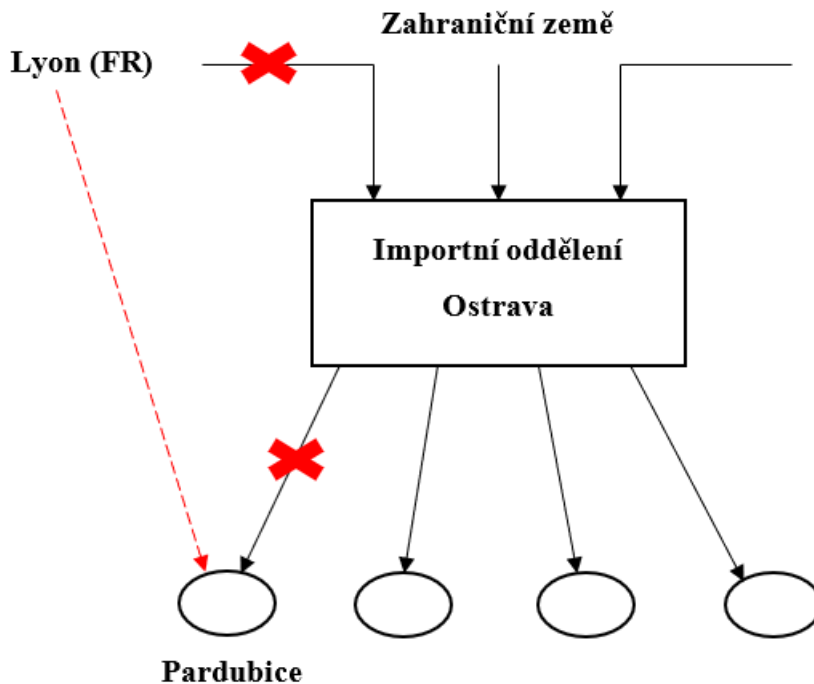 Zahraniční země
Lyon (FR)
Importní oddělení
Ostrava
Pardubice